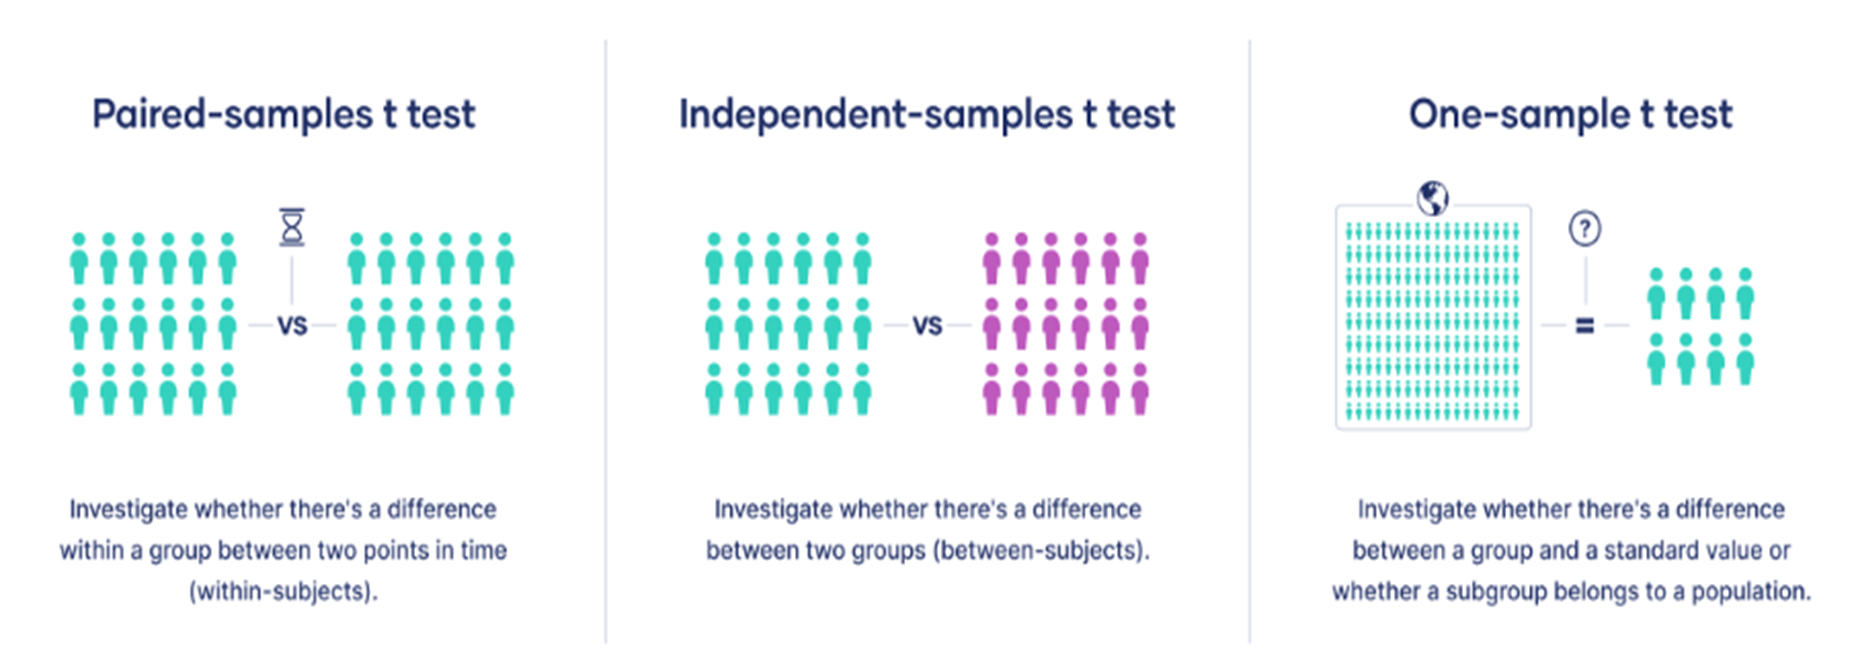 Paired-samples t test
VS
Investigate whether there's a difference
within a group between two points in time
(within-subjects).
Independent-samples t test
VS
Investigate whether there's a difference
between two groups (between-subjects).
One-sample t test
?
=
Investigate whether there's a difference
between a group and a standard value or
whether a subgroup belongs to a population.